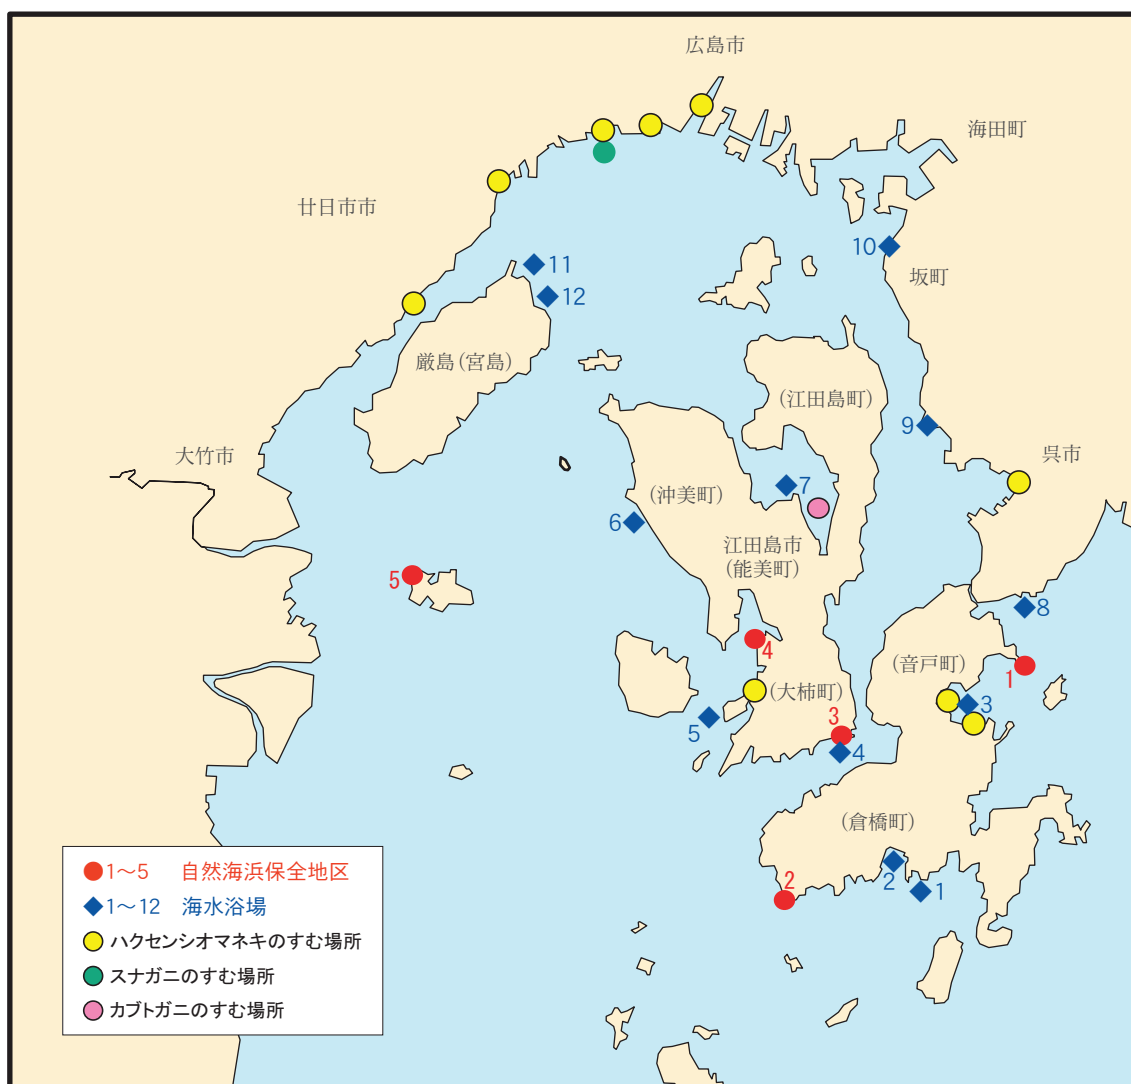 広島市
海田町
廿日市市
10
坂町
11
12
厳島(宮島)
(江田島町)
9
大竹市
呉市
7
(沖美町)
6
江田島市
(能美町)
5
8
4
(音戸町)
1
(大柿町)
3
3
5
4
(倉橋町)
2
2
1
1〜5 自然海浜保全地区
1〜12 海水浴場
ハクセンシオマネキのすむ場所
スナガニのすむ場所
カブトガニのすむ場所